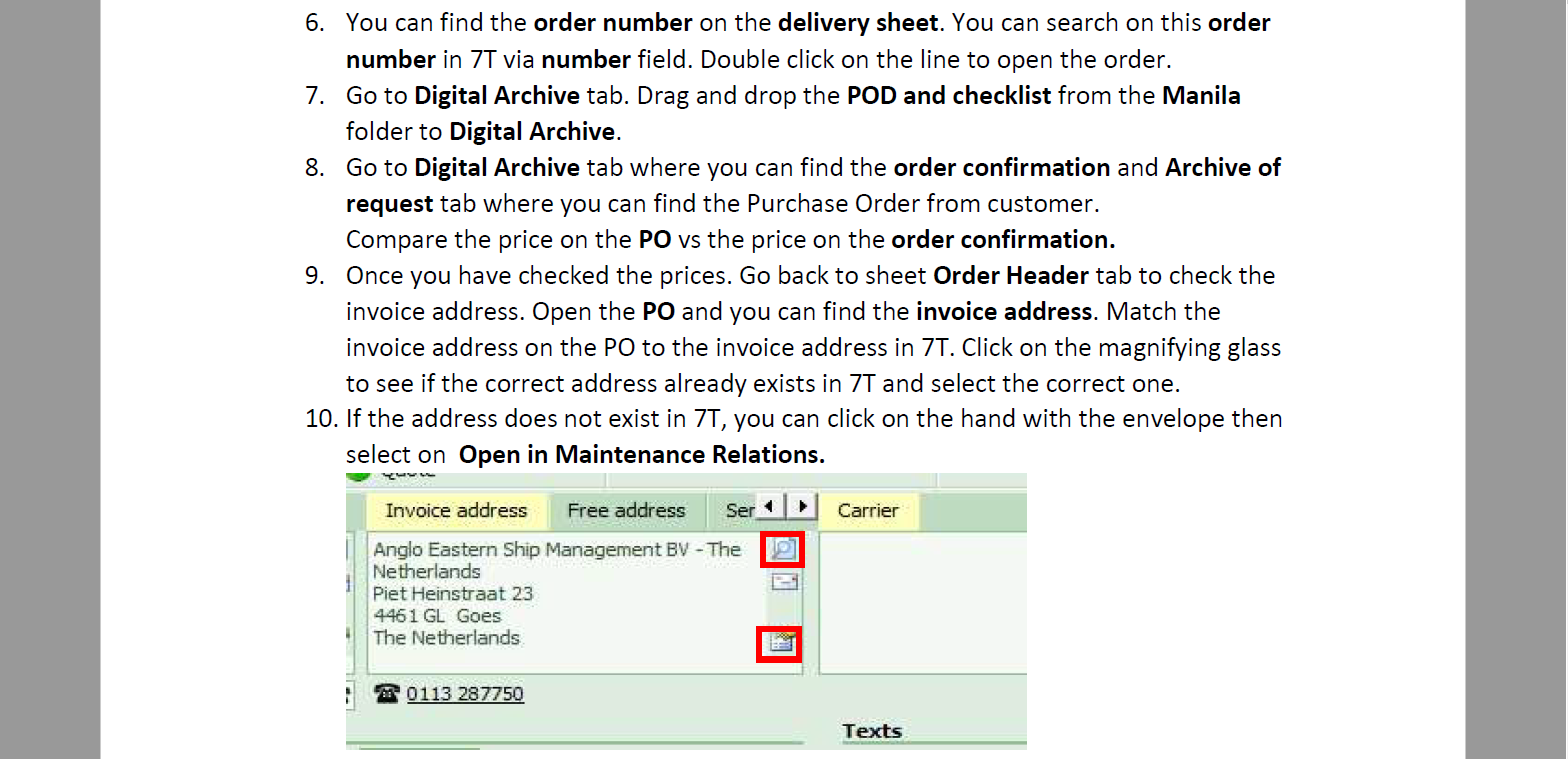 6. You can find the order number on the delivery sheet. You can search on this order
number in 7T via number field. Double click on the line to open the order.
7. Go to Digital Archive tab. Drag and drop the POD and checklist from the Manila
folder to Digital Archive.
8. Go to Digital Archive tab where you can find the order confirmation and Archive of
request tab where you can find the Purchase Order from customer.
Compare the price on the PO vs the price on the order confirmation.
9. Once you have checked the prices. Go back to sheet Order Header tab to check the
invoice address. Open the PO and you can find the invoice address. Match the
invoice address on the PO to the invoice address in 7T. Click on the magnifying glass
to see if the correct address already exists in 7T and select the correct one.
10. If the address does not exist in 7T, you can click on the hand with the envelope then
select on Open in Maintenance Relations.
Invoice address Free address Ser Carrier
Anglo Eastern Ship Management BV - The
Netherlands
Piet Heinstraat 23
4461 GL Goes
The Netherlands
0113 287750
Texts